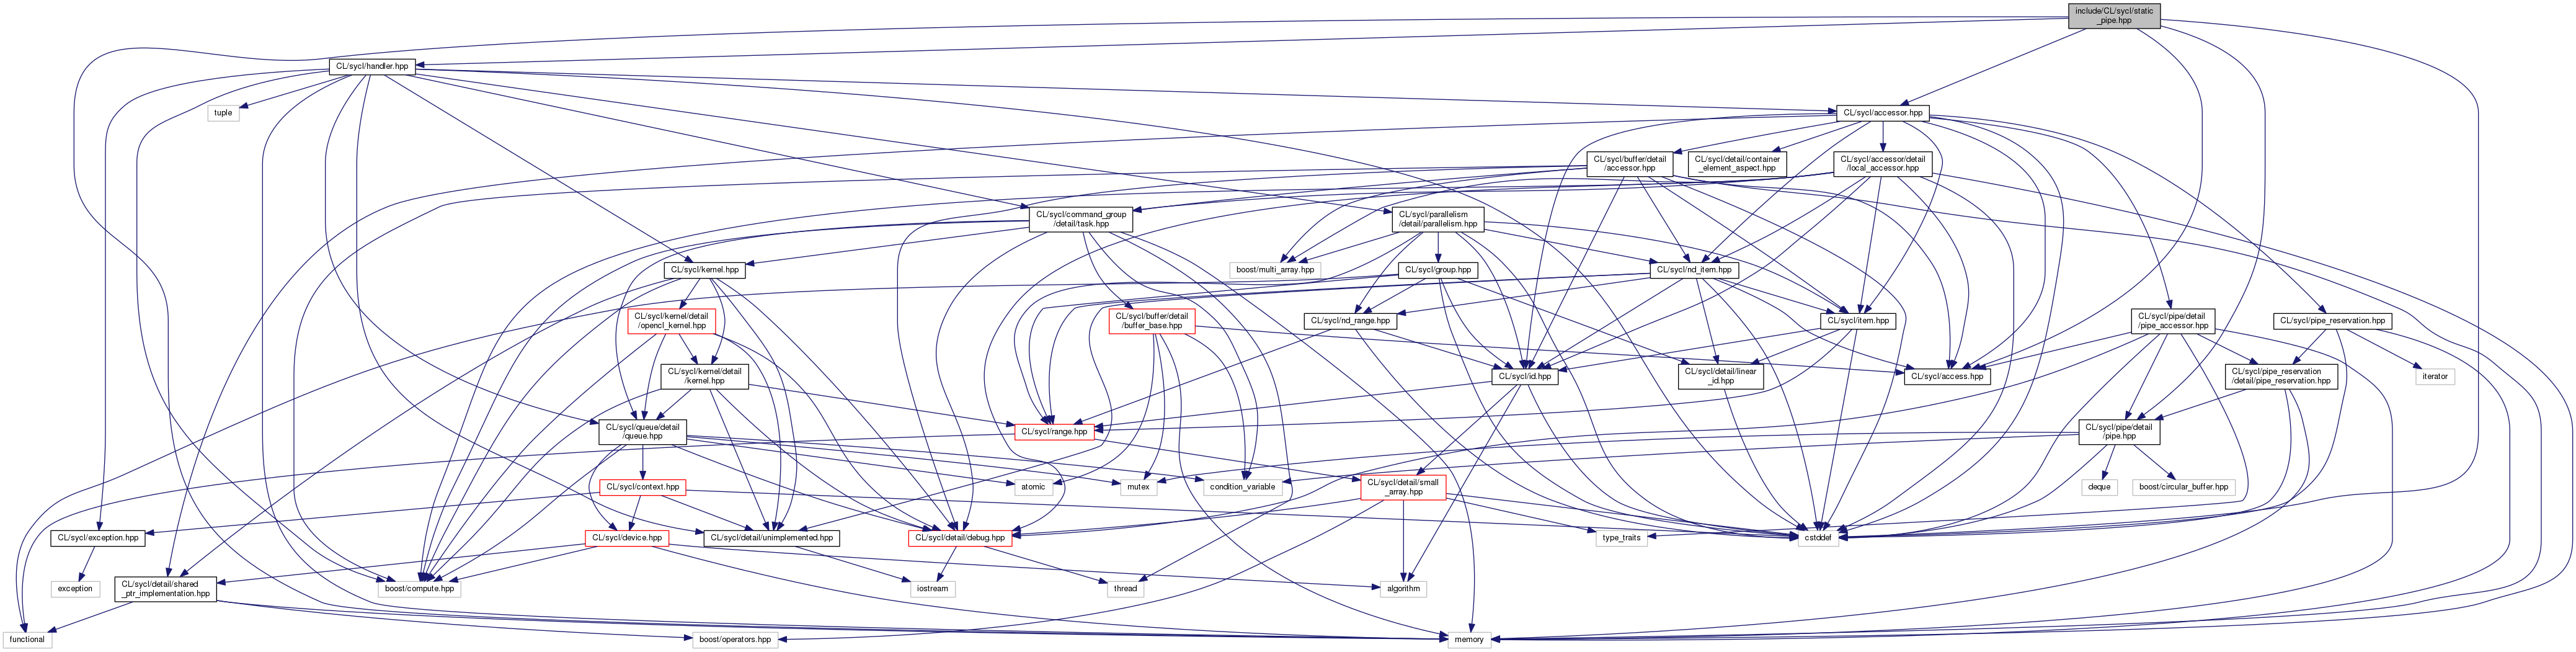 include/CL/sycl/static
_pipe.hpp
CL/sycl/handler.hpp
tuple
CL/sycl/accessor.hpp
CL/sycl/buffer/detail
/accessor.hpp
CL/sycl/detail/container
_element_aspect.hpp
CL/sycl/accessor/detail
/local_accessor.hpp
CL/sycl/command_group
/detail/task.hpp
CL/sycl/parallelism
/detail/parallelism.hpp
CL/sycl/kernel.hpp
boost/multi_array.hpp
CL/sycl/group.hpp
CL/sycl/nd_item.hpp
CL/sycl/kernel/detail
/opencl_kernel.hpp
CL/sycl/buffer/detail
/buffer_base.hpp
CL/sycl/nd_range.hpp
CL/sycl/item.hpp
CL/sycl/pipe/detail
/pipe_accessor.hpp
CL/sycl/pipe_reservation.hpp
CL/sycl/kernel/detail
/kernel.hpp
CL/sycl/id.hpp
CL/sycl/detail/linear
_id.hpp
CL/sycl/access.hpp
CL/sycl/pipe_reservation
/detail/pipe_reservation.hpp
iterator
CL/sycl/queue/detail
/queue.hpp
CL/sycl/range.hpp
CL/sycl/pipe/detail
/pipe.hpp
CL/sycl/context.hpp
atomic
mutex
condition_variable
CL/sycl/detail/small
_array.hpp
deque
boost/circular_buffer.hpp
CL/sycl/exception.hpp
CL/sycl/device.hpp
CL/sycl/detail/unimplemented.hpp
CL/sycl/detail/debug.hpp
type_traits
cstddef
exception
CL/sycl/detail/shared
_ptr_implementation.hpp
boost/compute.hpp
iostream
thread
algorithm
functional
boost/operators.hpp
memory